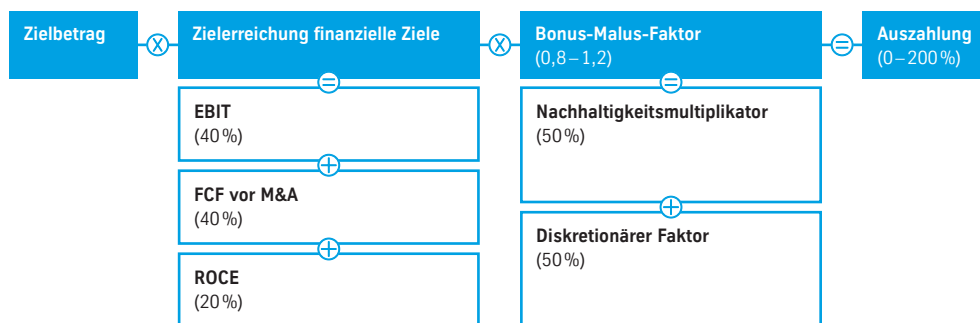 Zielbetrag
x
Zielerreichung finanzielle Ziele
x
Bonus-Malus-Faktor
(0,8–1,2)
=
Auszahlung
(0–200%)
=
EBIT
(40%)
+
FCF vor M&A
(40%)
+
ROCE
(20%)
=
Nachhaltigkeitsmultiplikator
(50%)
+
Diskretionärer Faktor
(50%)